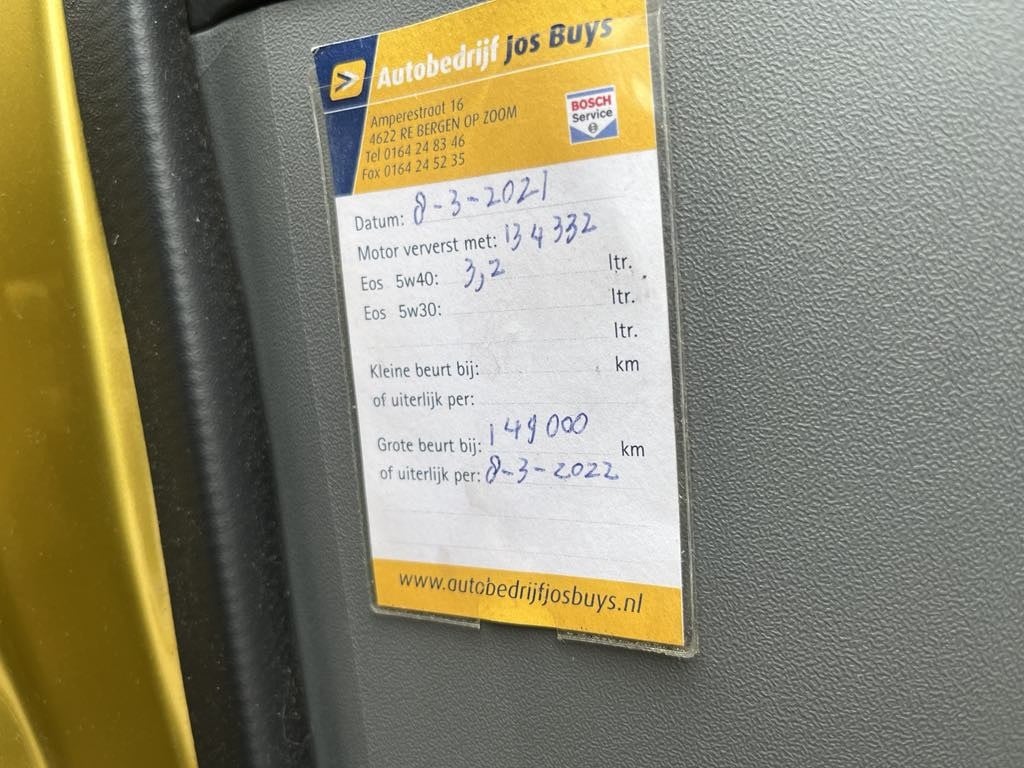 Autobedrijf Jos Buys
Amperestraat 16
4622 RE BERGEN OP ZOOM
Tel 0164 24 83 46
Fax 0164 24 52 35
BOSCH
Service
Datum: 8-3-2021
Motor ververst met: 134332
Eos 5w40: 3,2 ltr.
Eos 5w30: ltr.
ltr.
Kleine beurt bij: km
of uiterlijk per:
Grote beurt bij: 149000 km
of uiterlijk per: 8-3-2022
www.autobedrijfjosbuys.nl